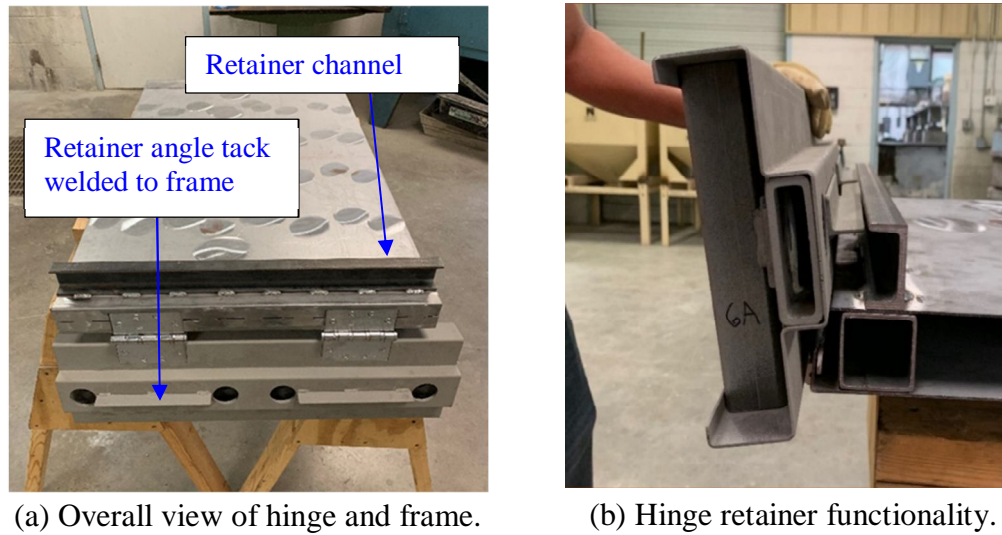 Retainer channel
Retainer angle tack
welded to frame
6A
(a) Overall view of hinge and frame.
(b) Hinge retainer functionality.